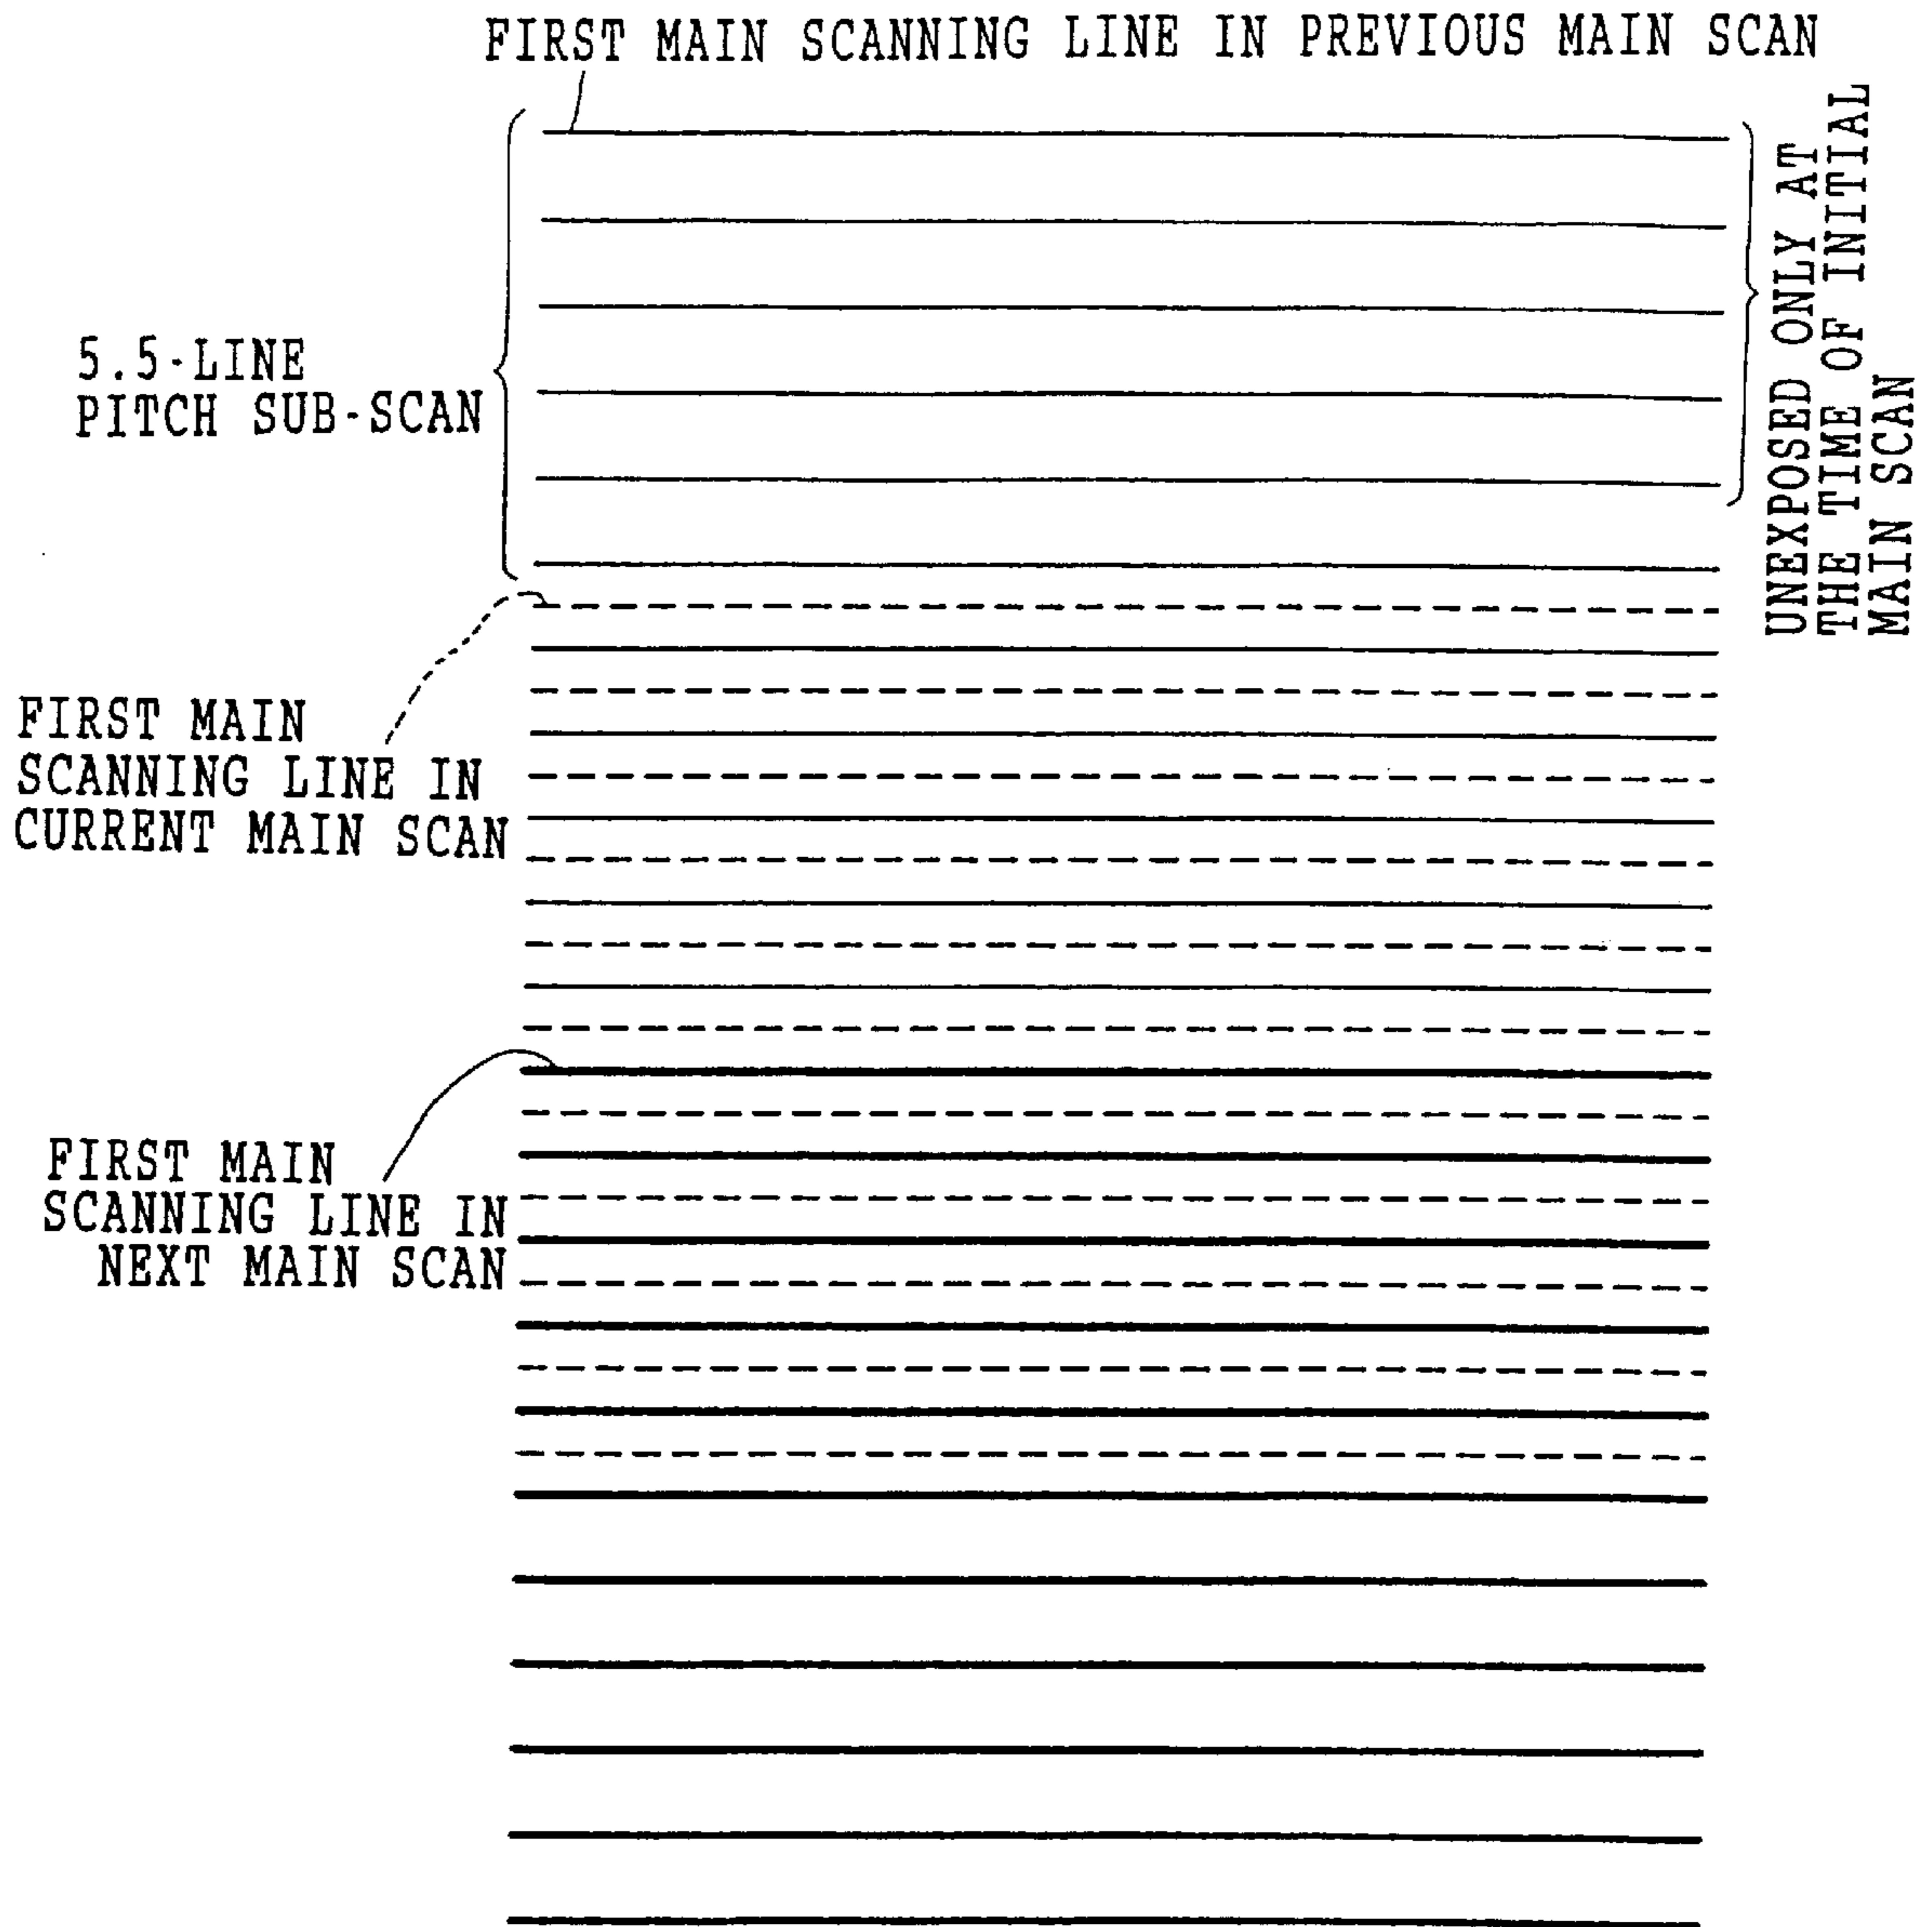 FIRST MAIN SCANNING LINE IN PREVIOUS MAIN SCAN
UNEXPOSED ONLY AT
THE TIME OF INITIAL
MAIN SCAN
5.5-LINE
PITCH SUB-SCAN
FIRST MAIN
SCANNING LINE IN
CURRENT MAIN SCAN
FIRST MAIN
SCANNING LINE IN
NEXT MAIN SCAN